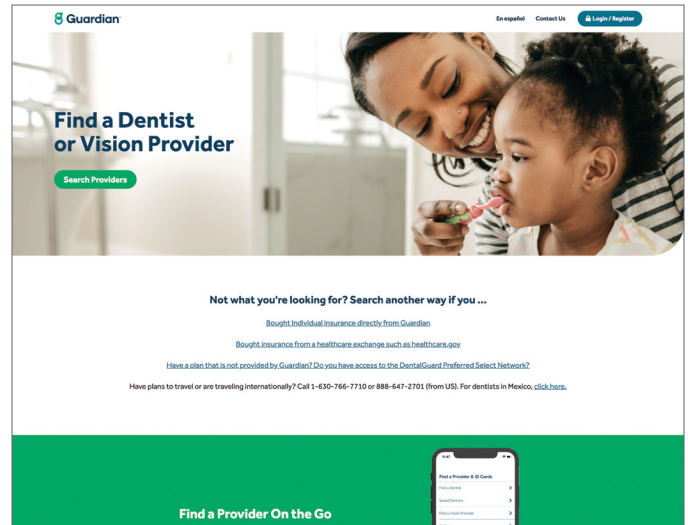 Guardian
En español Contact Us Login / Register
Find a Dentist
or Vision Provider
Search Providers
Not what you're looking for? Search another way if you ...
Bought Individual insurance directly from Guardian
Bought insurance from a healthcare exchange such as healthcare.gov
Have a plan that is not provided by Guardian? Do you have access to the DentalGuard Preferred Select Network?
Have plans to travel or are traveling internationally? Call 1-630-766-7710 or 888-647-2701 (from US). For dentists in Mexico, click here.
11:47
Find a Provider & ID Cards
Find a Dentist
Saved Dentists
Find a Vision Provider
Find a Provider On the Go